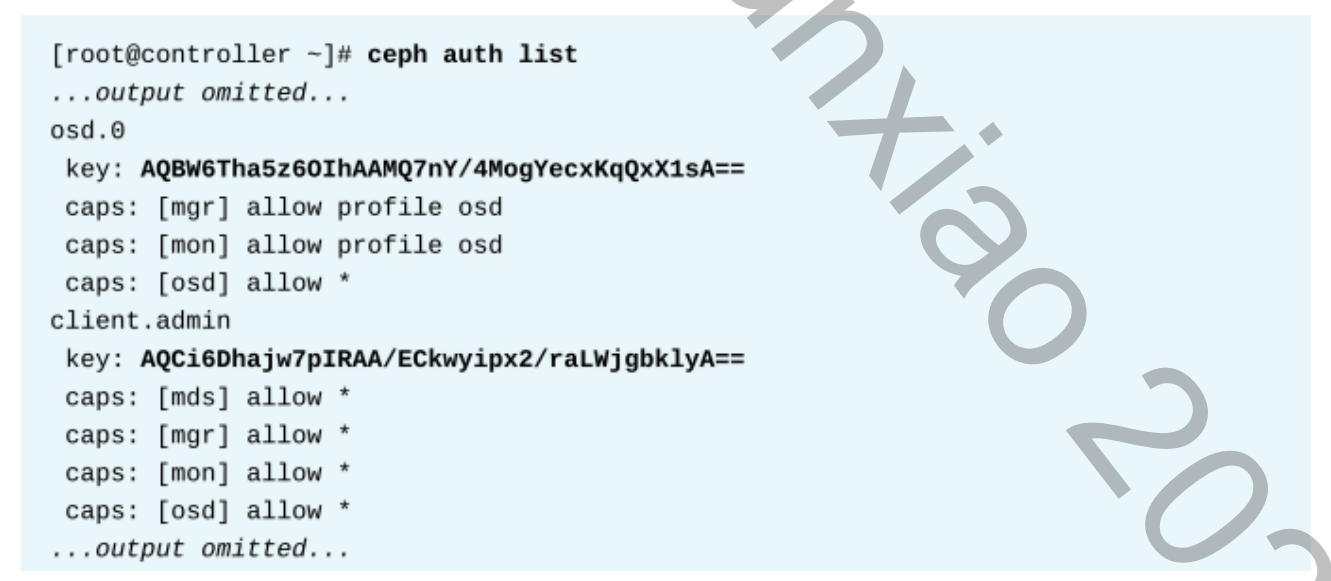 [root@controller ~]# ceph auth list
...output omitted...
osd.0
key: AQBW6Tha5z6OIhAAMQ7nY/4MogYecxKqQxX1sA==
caps: [mgr] allow profile osd
caps: [mon] allow profile osd
caps: [osd] allow *
client.admin
key: AQCi6Dhajw7pIRAA/ECkwyipx2/raLWjgbklyA==
caps: [mds] allow *
caps: [mgr] allow *
caps: [mon] allow *
caps: [osd] allow *
...output omitted...